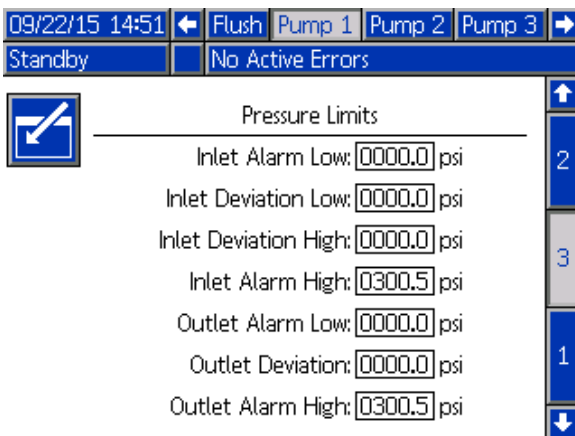 09/22/15 14:51 Flush Pump 1 Pump 2 Pump 3
Standby No Active Errors
Pressure Limits
Inlet Alarm Low: 0000.0 psi
2
Inlet Deviation Low: 0000.0 psi
Inlet Deviation High: 0000.0 psi
3
Inlet Alarm High: 0300.5 psi
Outlet Alarm Low: 0000.0 psi
1
Outlet Deviation: 0000.0 psi
Outlet Alarm High: 0300.5 psi